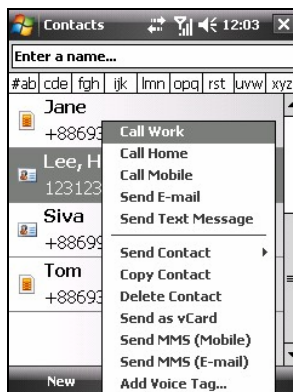 Contacts 12:03
Enter a name...
#ab cde fgh ijk lmn opq rst uvw xyz
Jane
+88693
Lee, H
123123
Siva
+88699
Tom
+88693
Call Work
Call Home
Call Mobile
Send E-mail
Send Text Message
Send Contact
Copy Contact
Delete Contact
Send as vCard
Send MMS (Mobile)
Send MMS (E-mail)
Add Voice Tag...
New